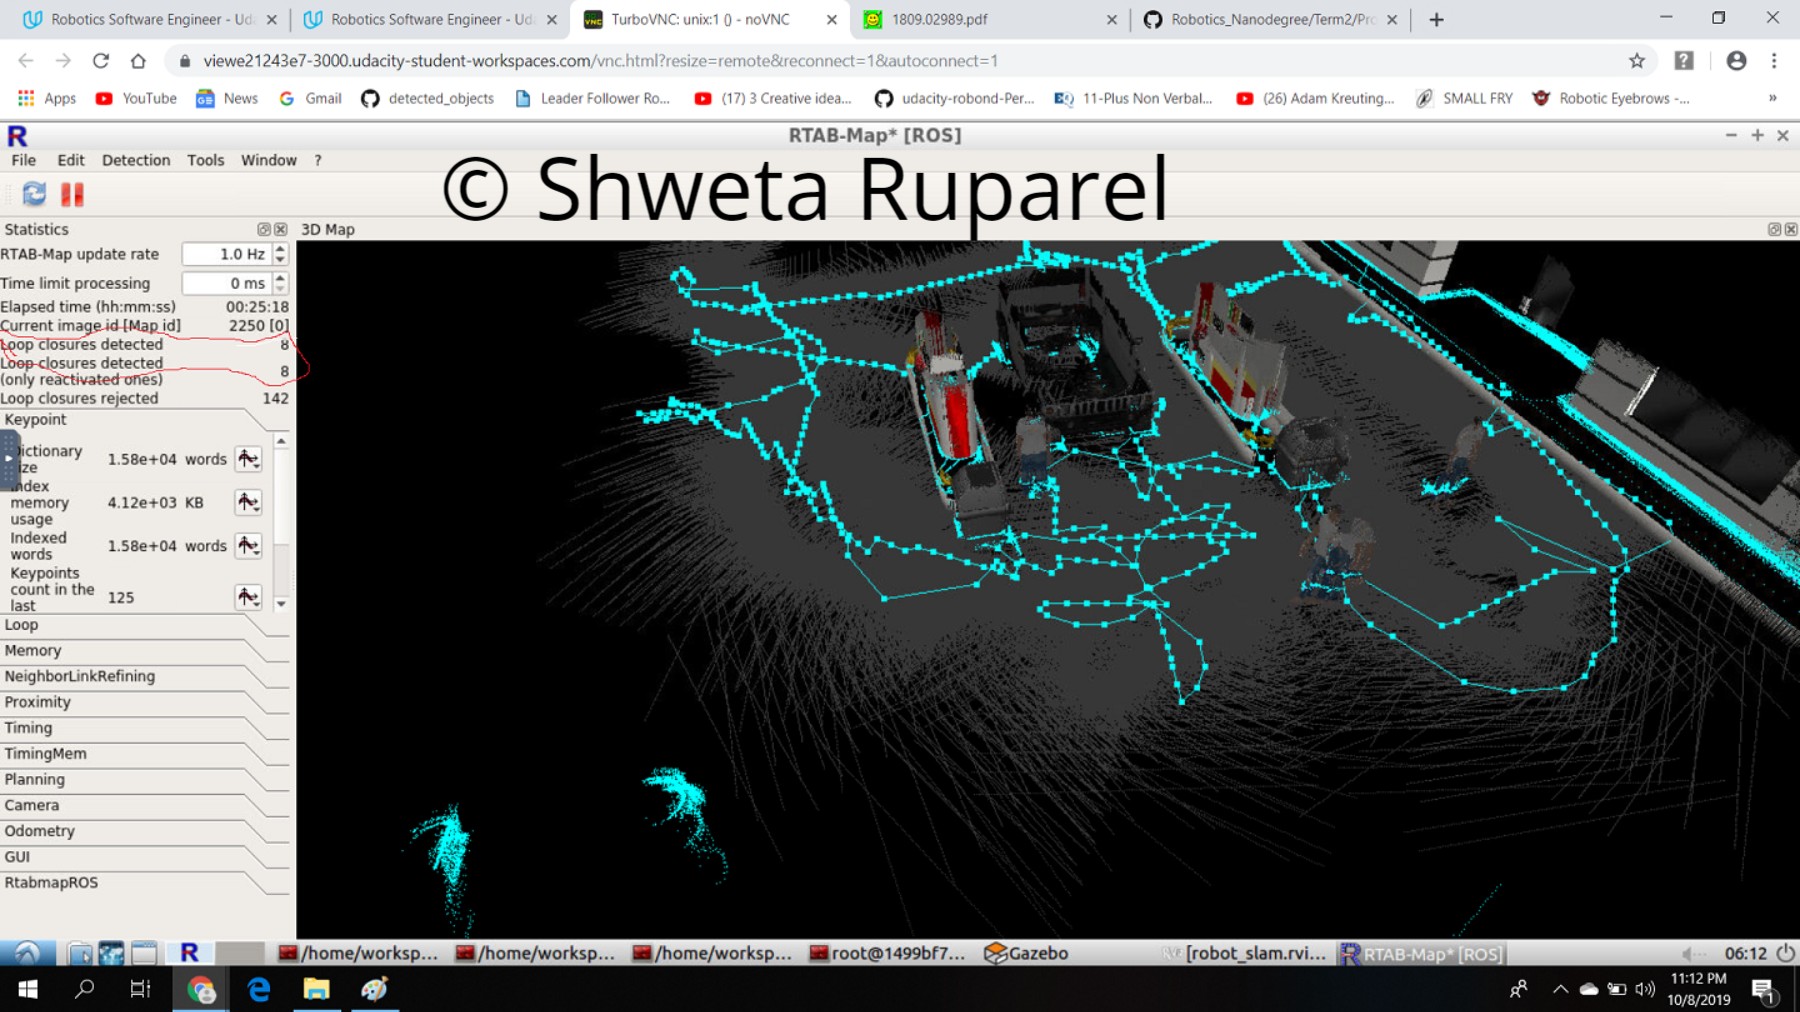 Robotics Software Engineer - Uda
Robotics Software Engineer - Uda
TurboVNC: unix:1 () - noVNC
1809.02989.pdf
Robotics_Nanodegree/Term2/Pro
viewe21243e7-3000.udacity-student-workspaces.com/vnc.html?resize=remote&reconnect=1&autoconnect=1
Apps
YouTube
News
Gmail
detected_objects
Leader Follower Ro...
(17) 3 Creative idea...
udacity-robond-Per...
11-Plus Non Verbal...
(26) Adam Kreuting...
SMALL FRY
Robotic Eyebrows -...
»
RTAB-Map* [ROS]
File Edit Detection Tools Window ?
© Shweta Ruparel
Statistics
3D Map
RTAB-Map update rate 1.0 Hz
Time limit processing 0 ms
Elapsed time (hh:mm:ss) 00:25:18
Current image id [Map id] 2250 [0]
Loop closures detected 8
Loop closures detected
(only reactivated ones) 8
Loop closures rejected 142
Keypoint
Dictionary
size 1.58e+04 words
Index
memory 4.12e+03 KB
usage
Indexed
words 1.58e+04 words
Keypoints
count in the 125
last
Loop
Memory
NeighborLinkRefining
Proximity
Timing
TimingMem
Planning
Camera
Odometry
GUI
RtabmapROS
/home/worksp...
/home/worksp...
/home/worksp...
root@1499bf7...
Gazebo
[robot_slam.rvi...
RTAB-Map* [ROS]
06:12
11:12 PM
10/8/2019
1